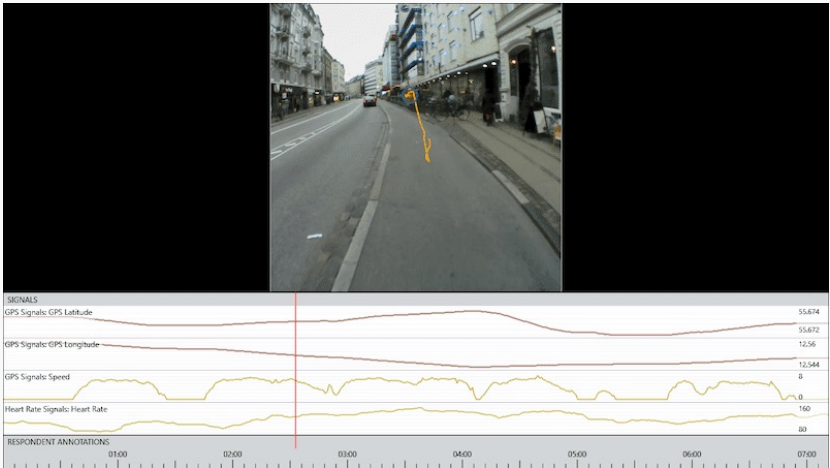 SIGNALS
GPS Signals: GPS Latitude
55,674
55,672
GPS Signals: GPS Longitude
12,56
12,544
GPS Signals: Speed
8
0
Heart Rate Signals: Heart Rate
160
80
RESPONDENT ANNOTATIONS
01:00 02:00 03:00 04:00 05:00 06:00 07:00